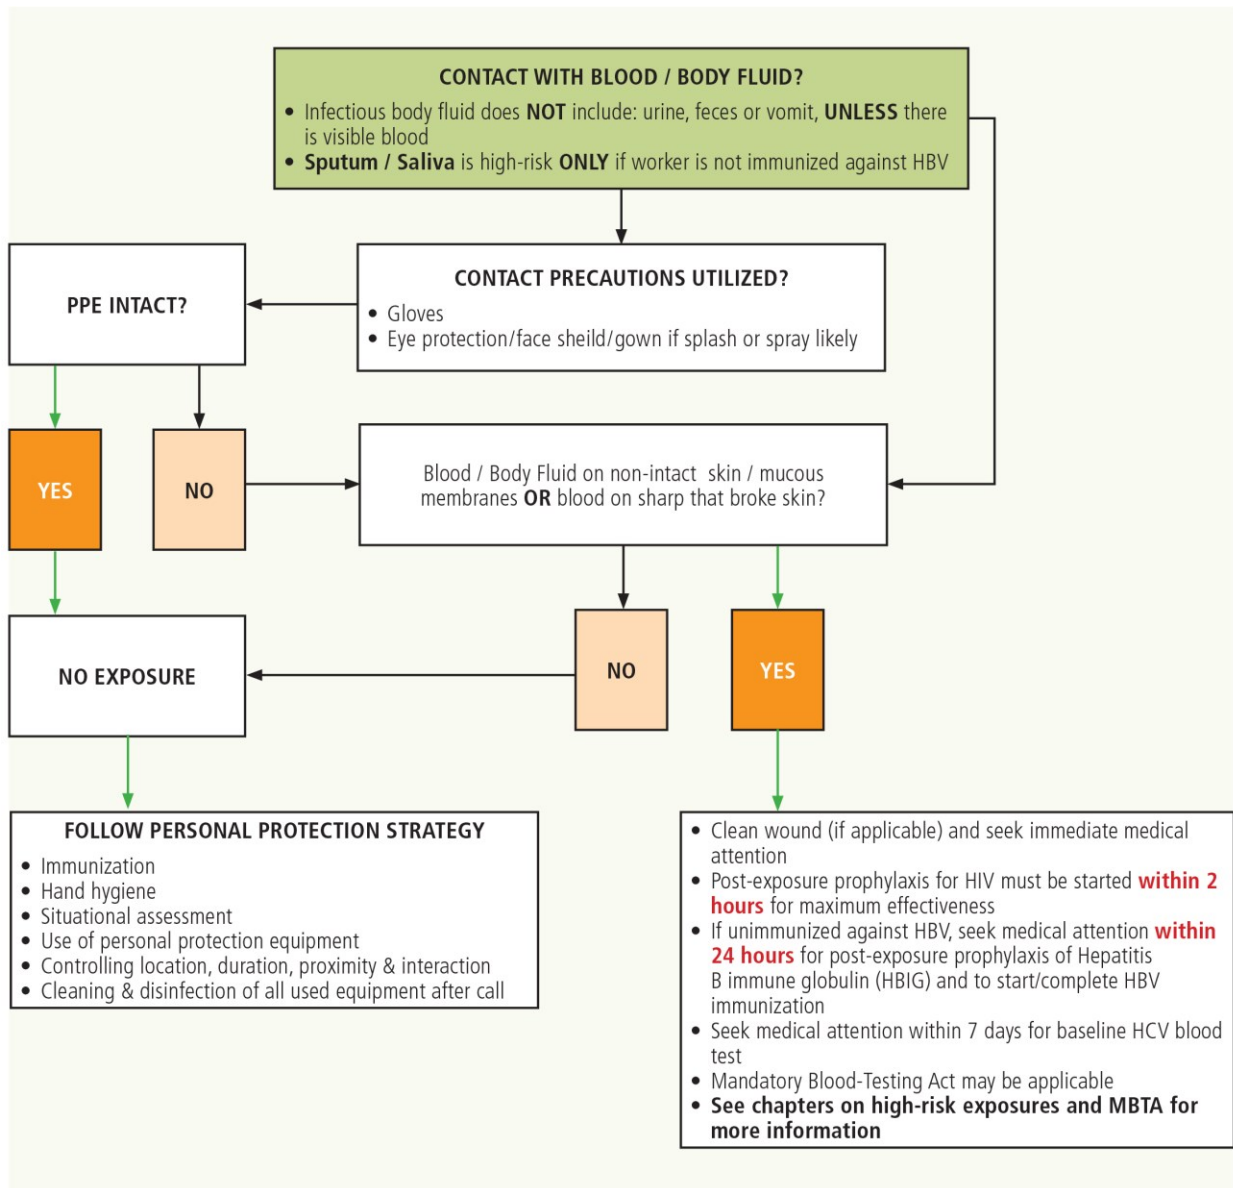 CONTACT WITH BLOOD / BODY FLUID?
• Infectious body fluid does NOT include: urine, feces or vomit, UNLESS there
is visible blood
• Sputum / Saliva is high-risk ONLY if worker is not immunized against HBV
PPE INTACT?
CONTACT PRECAUTIONS UTILIZED?
• Gloves
• Eye protection/face sheild/gown if splash or spray likely
YES
NO
Blood / Body Fluid on non-intact skin / mucous
membranes OR blood on sharp that broke skin?
NO EXPOSURE
NO
YES
FOLLOW PERSONAL PROTECTION STRATEGY
• Immunization
• Hand hygiene
• Situational assessment
• Use of personal protection equipment
• Controlling location, duration, proximity & interaction
• Cleaning & disinfection of all used equipment after call
• Clean wound (if applicable) and seek immediate medical
attention
• Post-exposure prophylaxis for HIV must be started within 2
hours for maximum effectiveness
• If unimmunized against HBV, seek medical attention within
24 hours for post-exposure prophylaxis of Hepatitis
B immune globulin (HBIG) and to start/complete HBV
immunization
• Seek medical attention within 7 days for baseline HCV blood
test
• Mandatory Blood-Testing Act may be applicable
• See chapters on high-risk exposures and MBTA for
more information